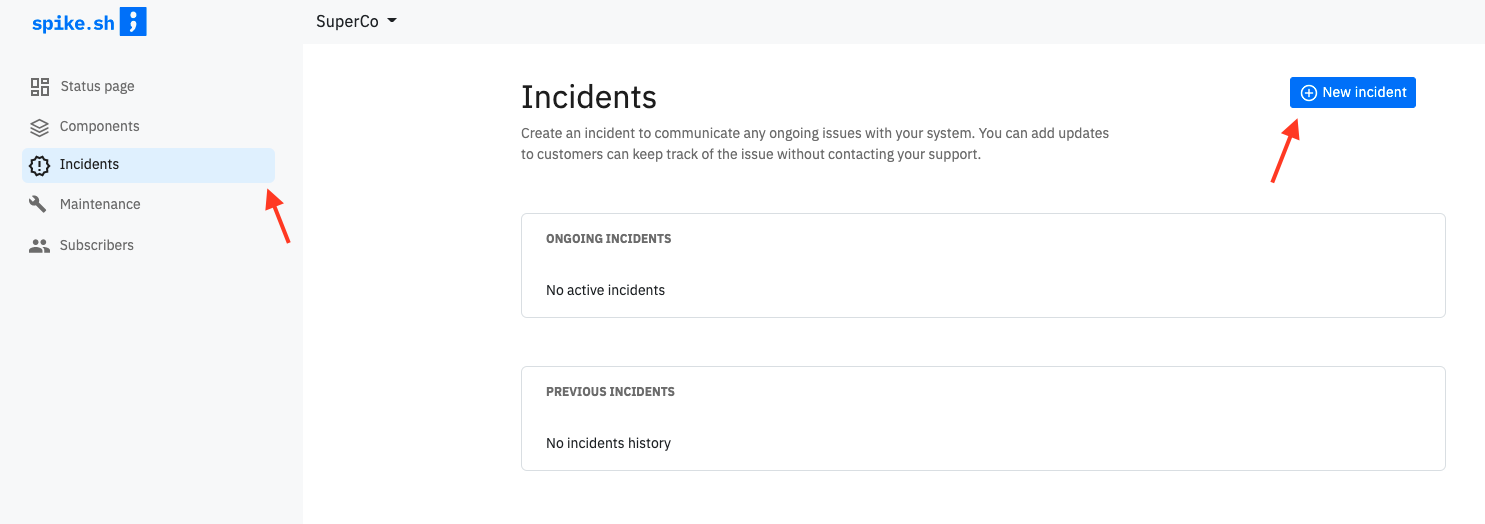 spike.sh ;
SuperCo
Status page
Components
Incidents
Maintenance
Subscribers
Incidents
New incident
Create an incident to communicate any ongoing issues with your system. You can add updates
to customers can keep track of the issue without contacting your support.
ONGOING INCIDENTS
No active incidents
PREVIOUS INCIDENTS
No incidents history